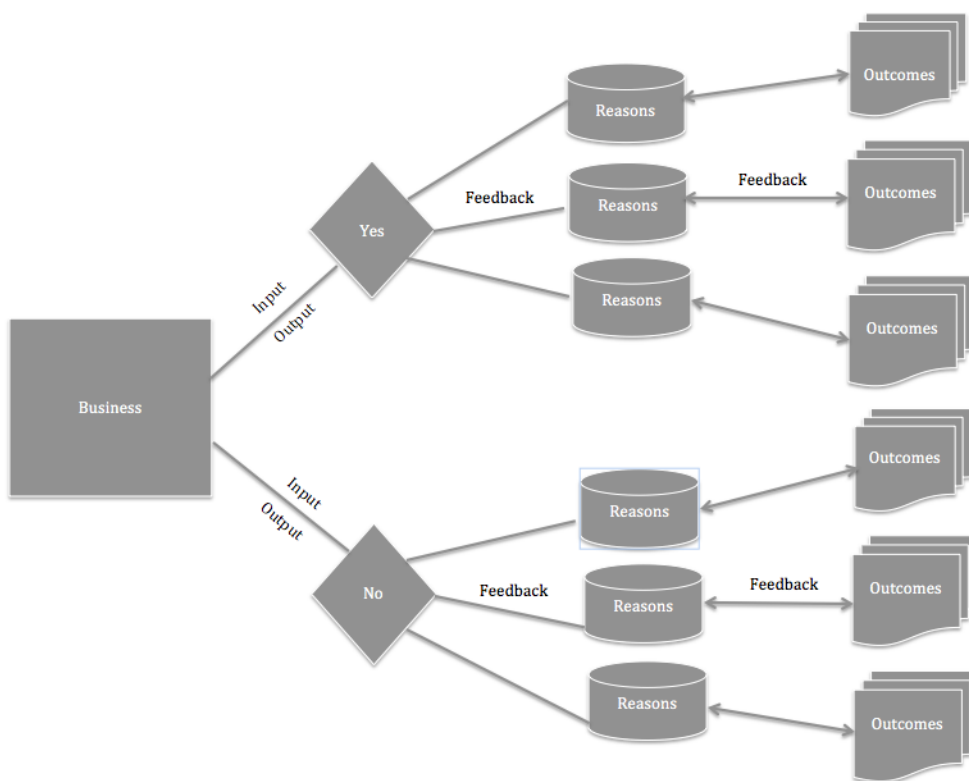 Outcomes
Reasons
Feedback
Feedback
Outcomes
Reasons
Yes
Input
Output
Reasons
Outcomes
Business
Input
Output
Reasons
Outcomes
No
Feedback
Reasons
Feedback
Outcomes
Reasons
Outcomes